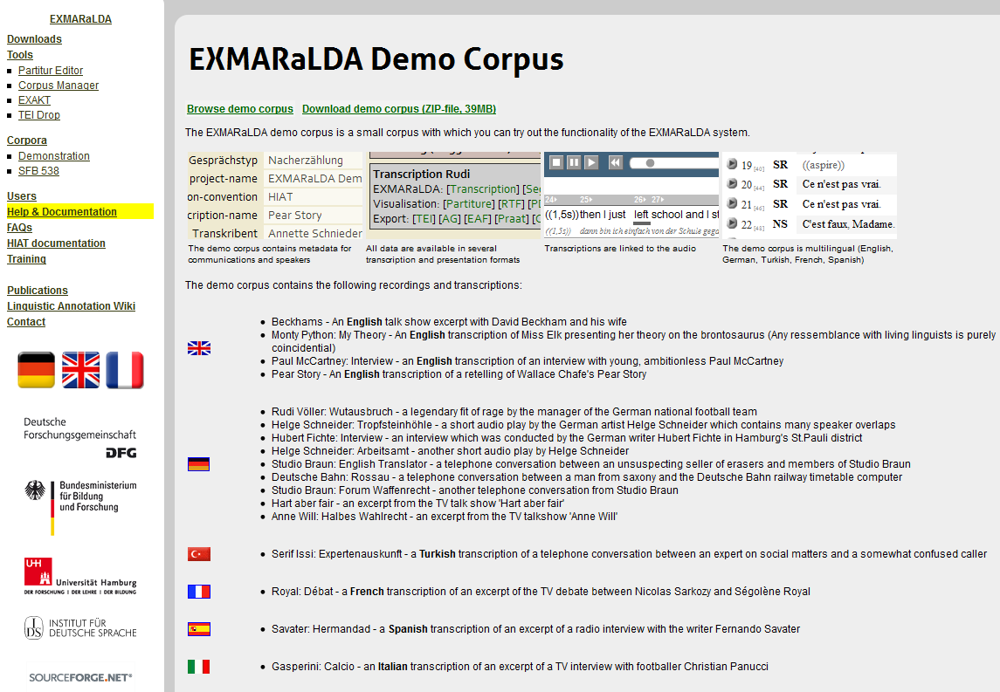 EXMARaLDA
Downloads
Tools
Partitur Editor
Corpus Manager
EXAKT
TEI Drop
Corpora
Demonstration
SFB 538
Users
Help & Documentation
FAQs
HIAT documentation
Training
Publications
Linguistic Annotation Wiki
Contact
Deutsche
Forschungsgemeinschaft
DFG
Bundesministerium
für Bildung
und Forschung
UHH
Universität Hamburg
DER FORSCHUNG | DER LEHRE | DER BILDUNG
IDS INSTITUT FÜR
DEUTSCHE SPRACHE
SOURCEFORGE.NET®
EXMARaLDA Demo Corpus
Browse demo corpus Download demo corpus (ZIP-file, 39MB)
The EXMARaLDA demo corpus is a small corpus with which you can try out the functionality of the EXMARaLDA system.
Gesprächstyp Nacherzählung
project-name EXMARaLDA Dem
on-convention HIAT
cription-name Pear Story
Transkribent Annette Schnieder
The demo corpus contains metadata for
communications and speakers
Transcription Rudi
EXMARaLDA: [Transcription] [Seg
Visualisation: [Partiture] [RTF] [PD
Export: [TEI] [AG] [EAF] [Praat] [C
All data are available in several
transcription and presentation formats
24 25 26 27
((1,5s)) then I just left school and I st
((1,5s)) dann bin ich einfach von der Schule gega
Transcriptions are linked to the audio
19 [40] SR ((aspire))
20 [44] SR Ce n'est pas vrai.
21 [46] SR Ce n'est pas vrai.
22 [48] NS C'est faux, Madame.
The demo corpus is multilingual (English,
German, Turkish, French, Spanish)
The demo corpus contains the following recordings and transcriptions:
Beckhams - An English talk show excerpt with David Beckham and his wife
Monty Python: My Theory - An English transcription of Miss Elk presenting her theory on the brontosaurus (Any ressemblance with living linguists is purely
coincidential)
Paul McCartney: Interview - an English transcription of an interview with young, ambitionless Paul McCartney
Pear Story - An English transcription of a retelling of Wallace Chafe's Pear Story
Rudi Völler: Wutausbruch - a legendary fit of rage by the manager of the German national football team
Helge Schneider: Tropfsteinhöhle - a short audio play by the German artist Helge Schneider which contains many speaker overlaps
Hubert Fichte: Interview - an interview which was conducted by the German writer Hubert Fichte in Hamburg's St.Pauli district
Helge Schneider: Arbeitsamt - another short audio play by Helge Schneider
Studio Braun: English Translator - a telephone conversation between an unsuspecting seller of erasers and members of Studio Braun
Deutsche Bahn: Rossau - a telephone conversation between a man from saxony and the Deutsche Bahn railway timetable computer
Studio Braun: Forum Waffenrecht - another telephone conversation from Studio Braun
Hart aber fair - an excerpt from the TV talk show 'Hart aber fair'
Anne Will: Halbes Wahlrecht - an excerpt from the TV talkshow 'Anne Will'
Serif Issi: Expertenauskunft - a Turkish transcription of a telephone conversation between an expert on social matters and a somewhat confused caller
Royal: Débat - a French transcription of an excerpt of the TV debate between Nicolas Sarkozy and Ségolène Royal
Savater: Hermandad - a Spanish transcription of an excerpt of a radio interview with the writer Fernando Savater
Gasperini: Calcio - an Italian transcription of an excerpt of a TV interview with footballer Christian Panucci